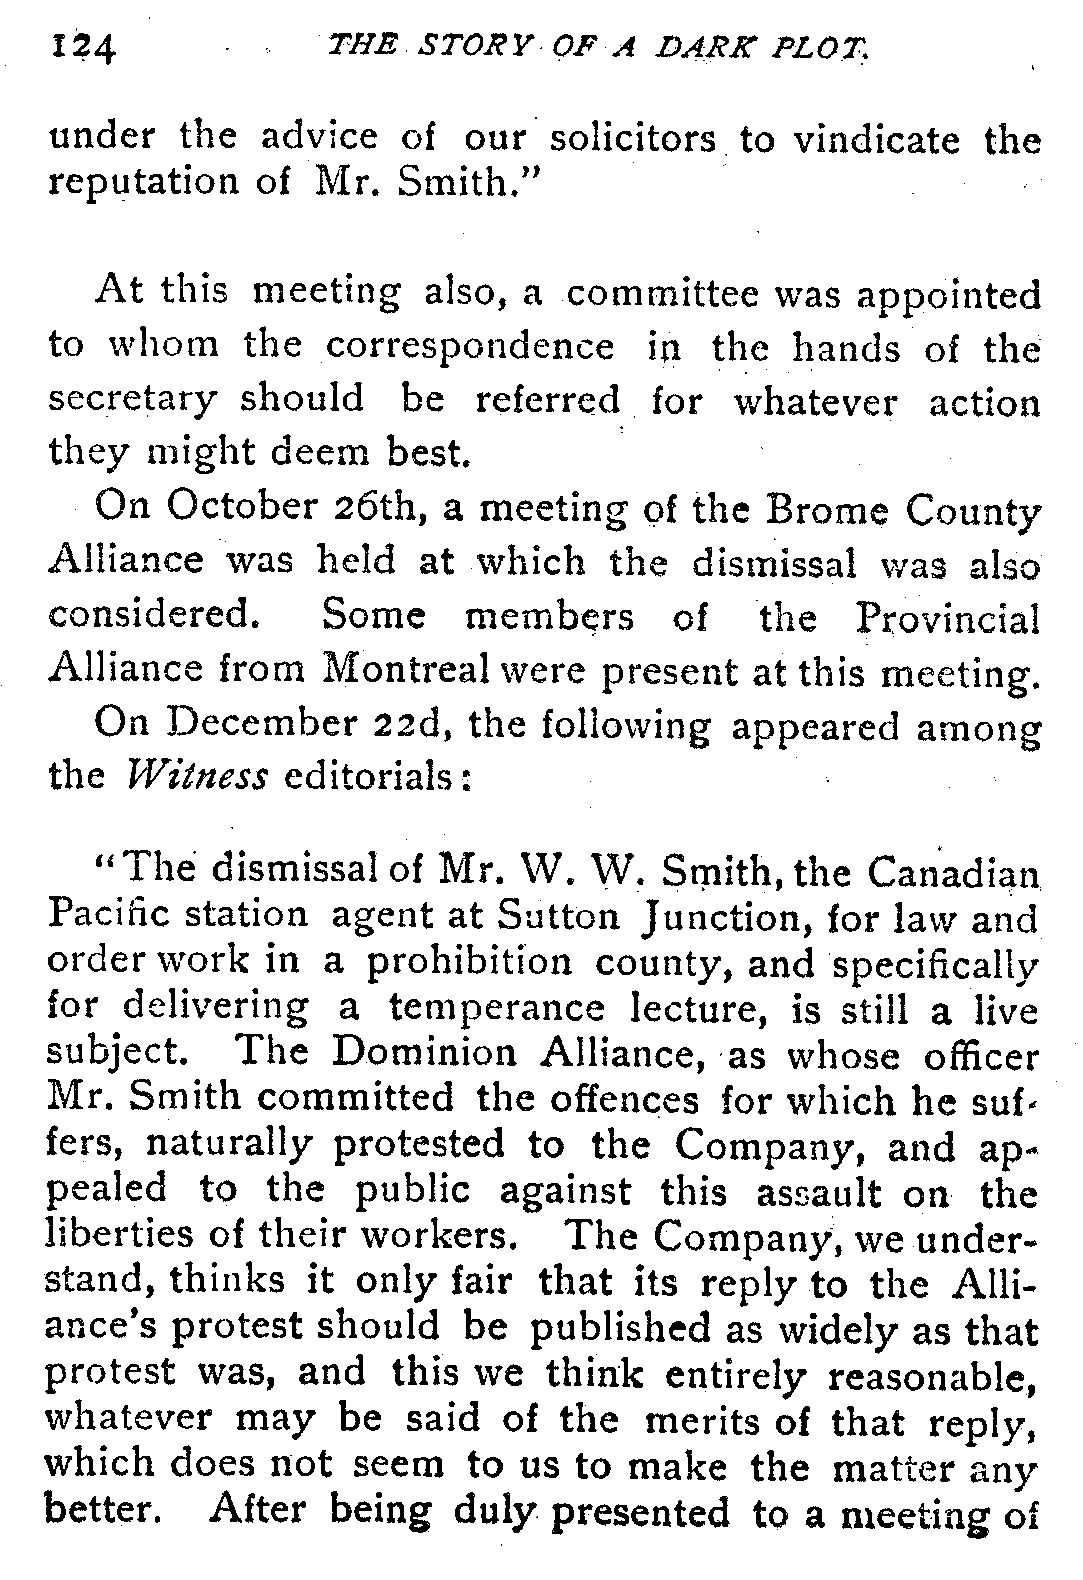 124 THE STORY OF A DARK PLOT.
under the advice of our solicitors to vindicate the
reputation of Mr. Smith."
At this meeting also, a committee was appointed
to whom the correspondence in the hands of the
secretary should be referred for whatever action
they might deem best.
On October 26th, a meeting of the Brome County
Alliance was held at which the dismissal was also
considered. Some members of the Provincial
Alliance from Montreal were present at this meeting.
On December 22d, the following appeared among
the Witness editorials:
"The dismissal of Mr. W. W. Smith, the Canadian
Pacific station agent at Sutton Junction, for law and
order work in a prohibition county, and specifically
for delivering a temperance lecture, is still a live
subject. The Dominion Alliance, as whose officer
Mr. Smith committed the offences for which he suf-
fers, naturally protested to the Company, and ap-
pealed to the public against this assault on the
liberties of their workers. The Company, we under-
stand, thinks it only fair that its reply to the Alli-
ance's protest should be published as widely as that
protest was, and this we think entirely reasonable,
whatever may be said of the merits of that reply,
which does not seem to us to make the matter any
better. After being duly presented to a meeting of